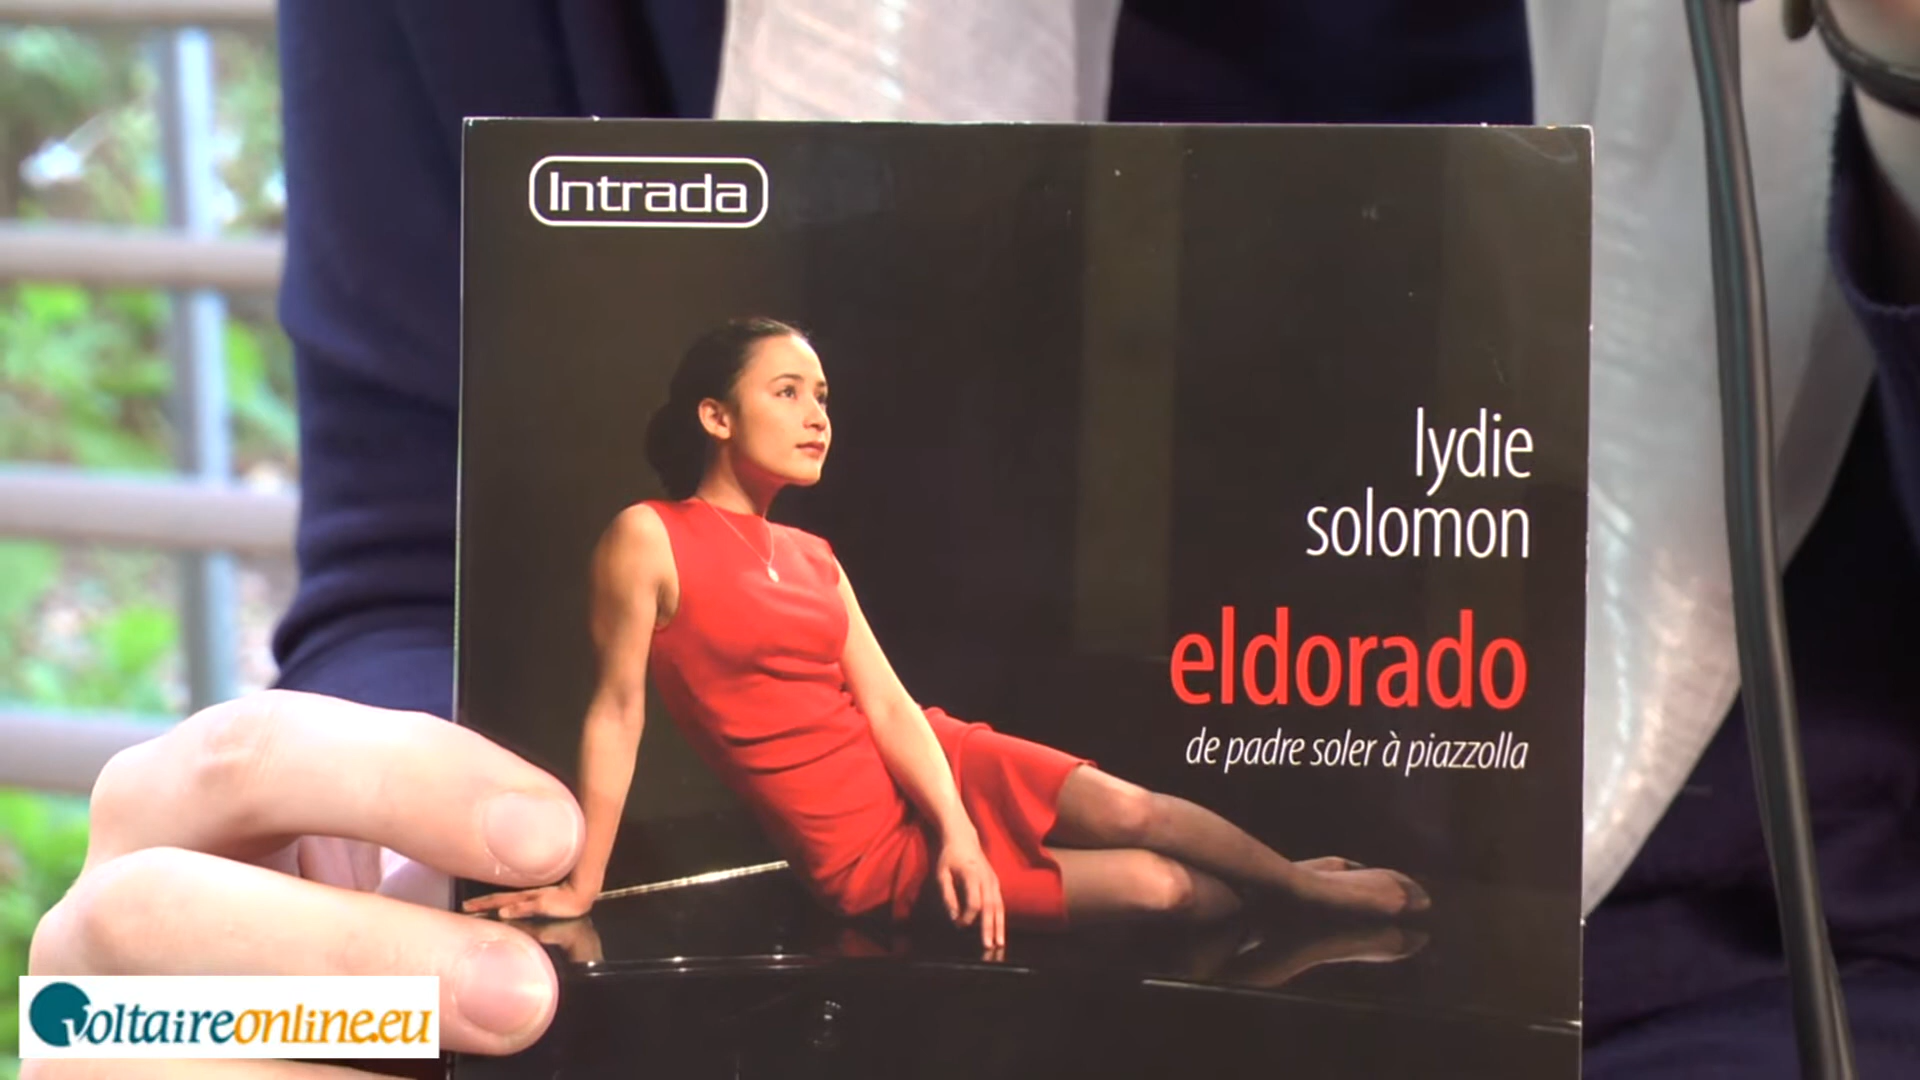 Intrada
lydie
solomon
eldorado
de padre soler à piazzolla
Voltaireonline.eu